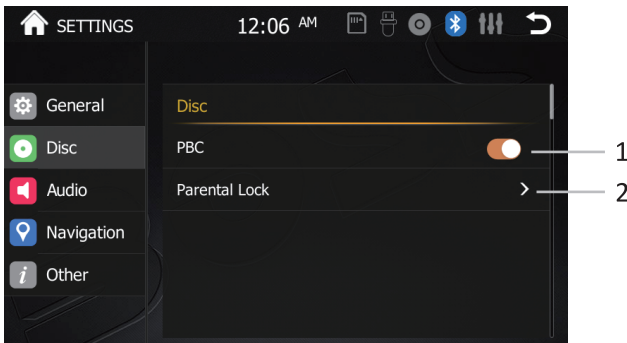 SETTINGS
12:06 AM
General
Disc
Audio
Navigation
i Other
Disc
PBC
1
Parental Lock
2